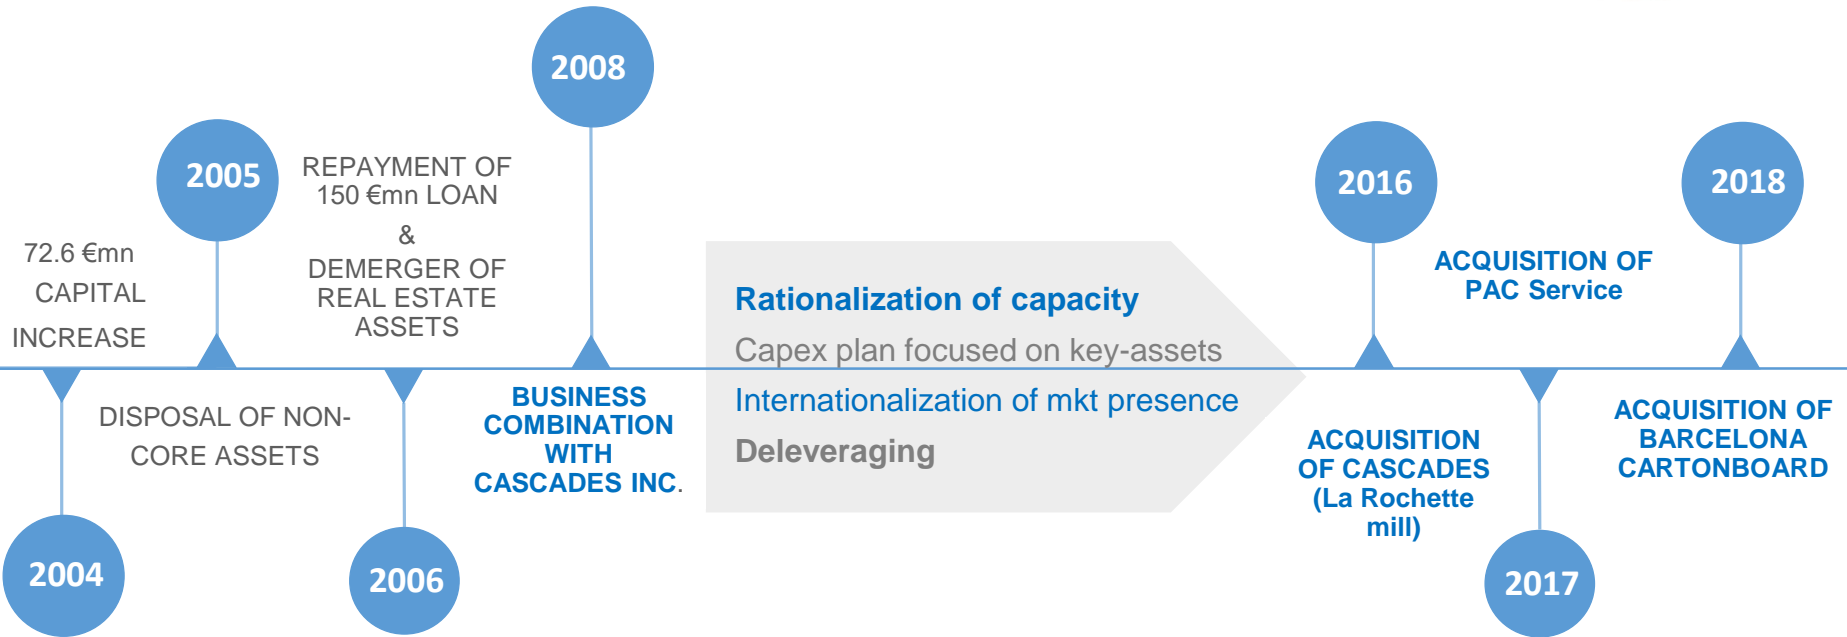 2004
72.6 €mn
CAPITAL
INCREASE
2005
DISPOSAL OF NON-
CORE ASSETS
2006
REPAYMENT OF
150 €mn LOAN
&
DEMERGER OF
REAL ESTATE
ASSETS
2008
BUSINESS
COMBINATION
WITH
CASCADES INC.
Rationalization of capacity
Capex plan focused on key-assets
Internationalization of mkt presence
Deleveraging
2016
ACQUISITION
OF CASCADES
(La Rochette
mill)
2017
ACQUISITION OF
PAC Service
2018
ACQUISITION OF
BARCELONA
CARTONBOARD